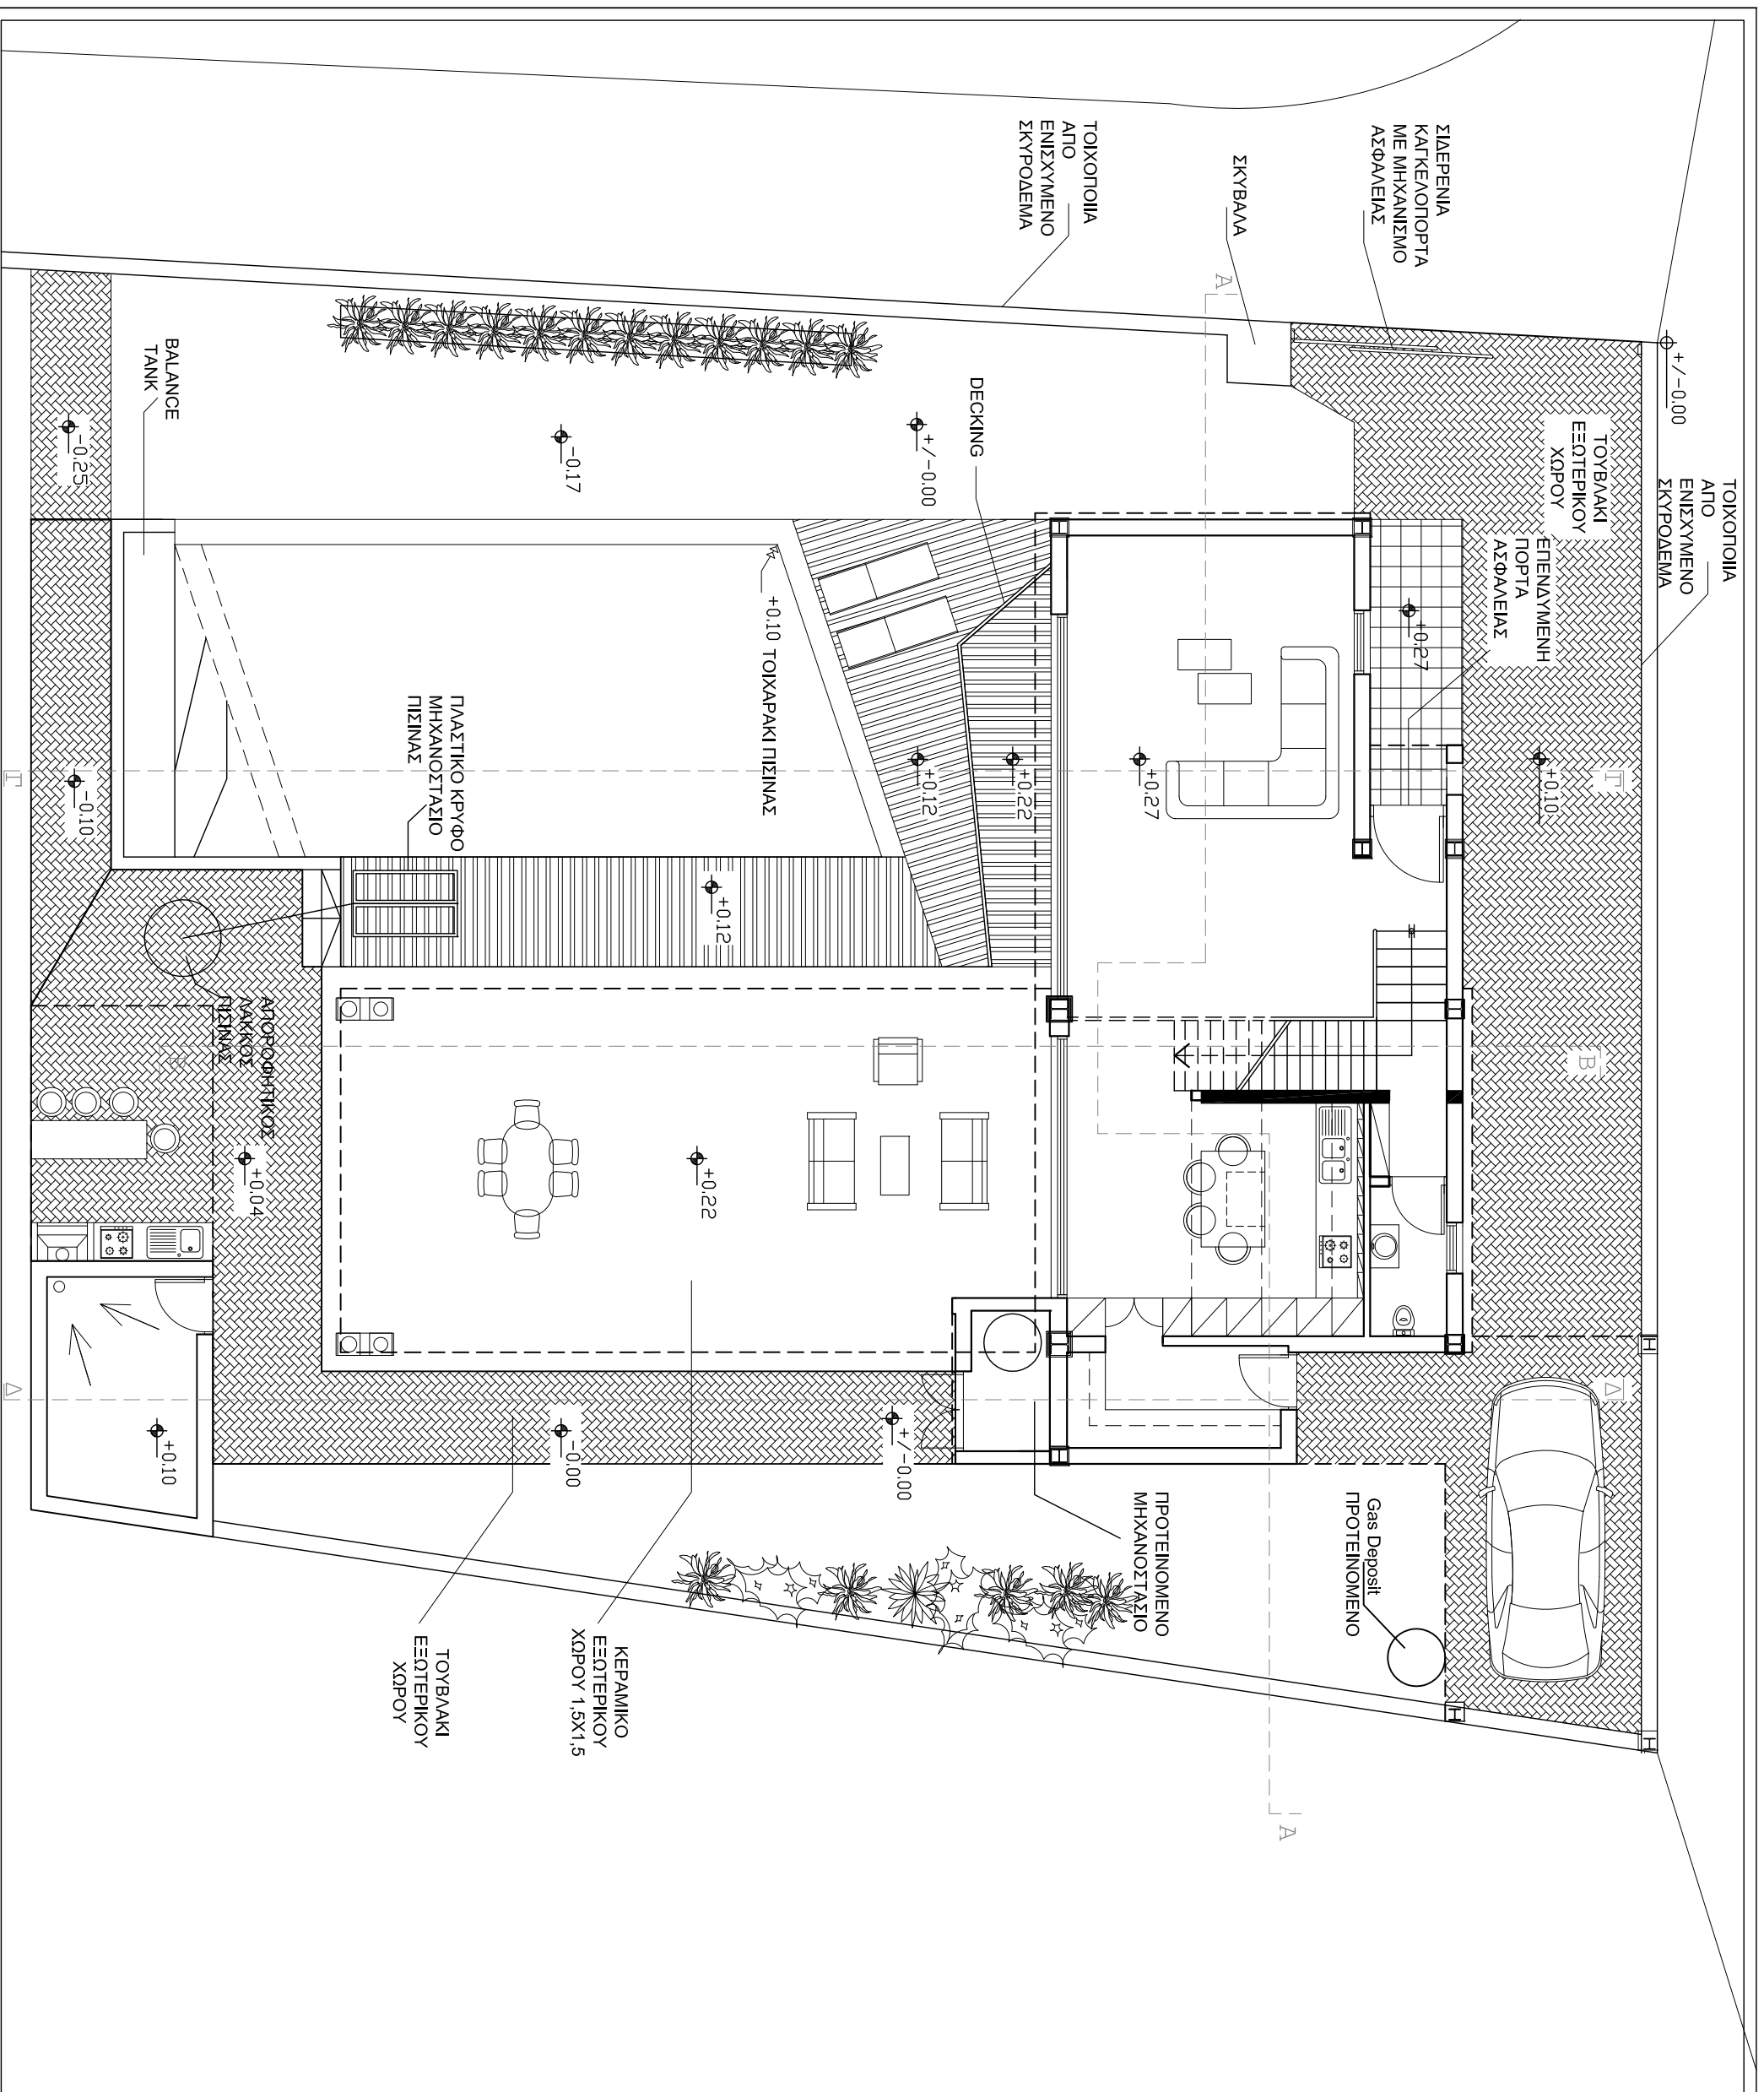 ΤΟΙΧΟΠΟΙΙΑ
ΑΠΟ
ΕΝΙΣΧΥΜΕΝΟ
ΣΚΥΡΟΔΕΜΑ
+/-0.00
ΤΟΥΒΛΑΚΙ
ΕΞΩΤΕΡΙΚΟΥ
ΧΩΡΟΥ
ΕΠΕΝΔΥΜΕΝΗ
ΠΟΡΤΑ
ΑΣΦΑΛΕΙΑΣ
ΣΙΔΕΡΕΝΙΑ
ΚΑΓΚΕΛΟΠΟΡΤΑ
ΜΕ ΜΗΧΑΝΙΣΜΟ
ΑΣΦΑΛΕΙΑΣ
ΣΚΥΒΑΛΑ
ΤΟΙΧΟΠΟΙΙΑ
ΑΠΟ
ΕΝΙΣΧΥΜΕΝΟ
ΣΚΥΡΟΔΕΜΑ
Γ
B
Δ
H
H
H
H
+0.10
+0.27
+0.27
+0.22
+0.12
A
A
DECKING
+/-0.00
-0.17
+0.10 ΤΟΙΧΑΡΑΚΙ ΠΙΣΙΝΑΣ
+0.12
ΠΛΑΣΤΙΚΟ ΚΡΥΦΟ
ΜΗΧΑΝΟΣΤΑΣΙΟ
ΠΙΣΙΝΑΣ
BALANCE
TANK
-0.25
-0.10
ΑΠΟΡΟΦΗΤΙΚΟΣ
ΛΑΚΚΟΣ
ΠΙΣΙΝΑΣ
+0.04
+0.22
+0.10
-0.00
+/-0.00
Gas Deposit
ΠΡΟΤΕΙΝΟΜΕΝΟ
ΠΡΟΤΕΙΝΟΜΕΝΟ
ΜΗΧΑΝΟΣΤΑΣΙΟ
ΚΕΡΑΜΙΚΟ
ΕΞΩΤΕΡΙΚΟΥ
ΧΩΡΟΥ 1,5Χ1,5
ΤΟΥΒΛΑΚΙ
ΕΞΩΤΕΡΙΚΟΥ
ΧΩΡΟΥ
Γ
B
Δ